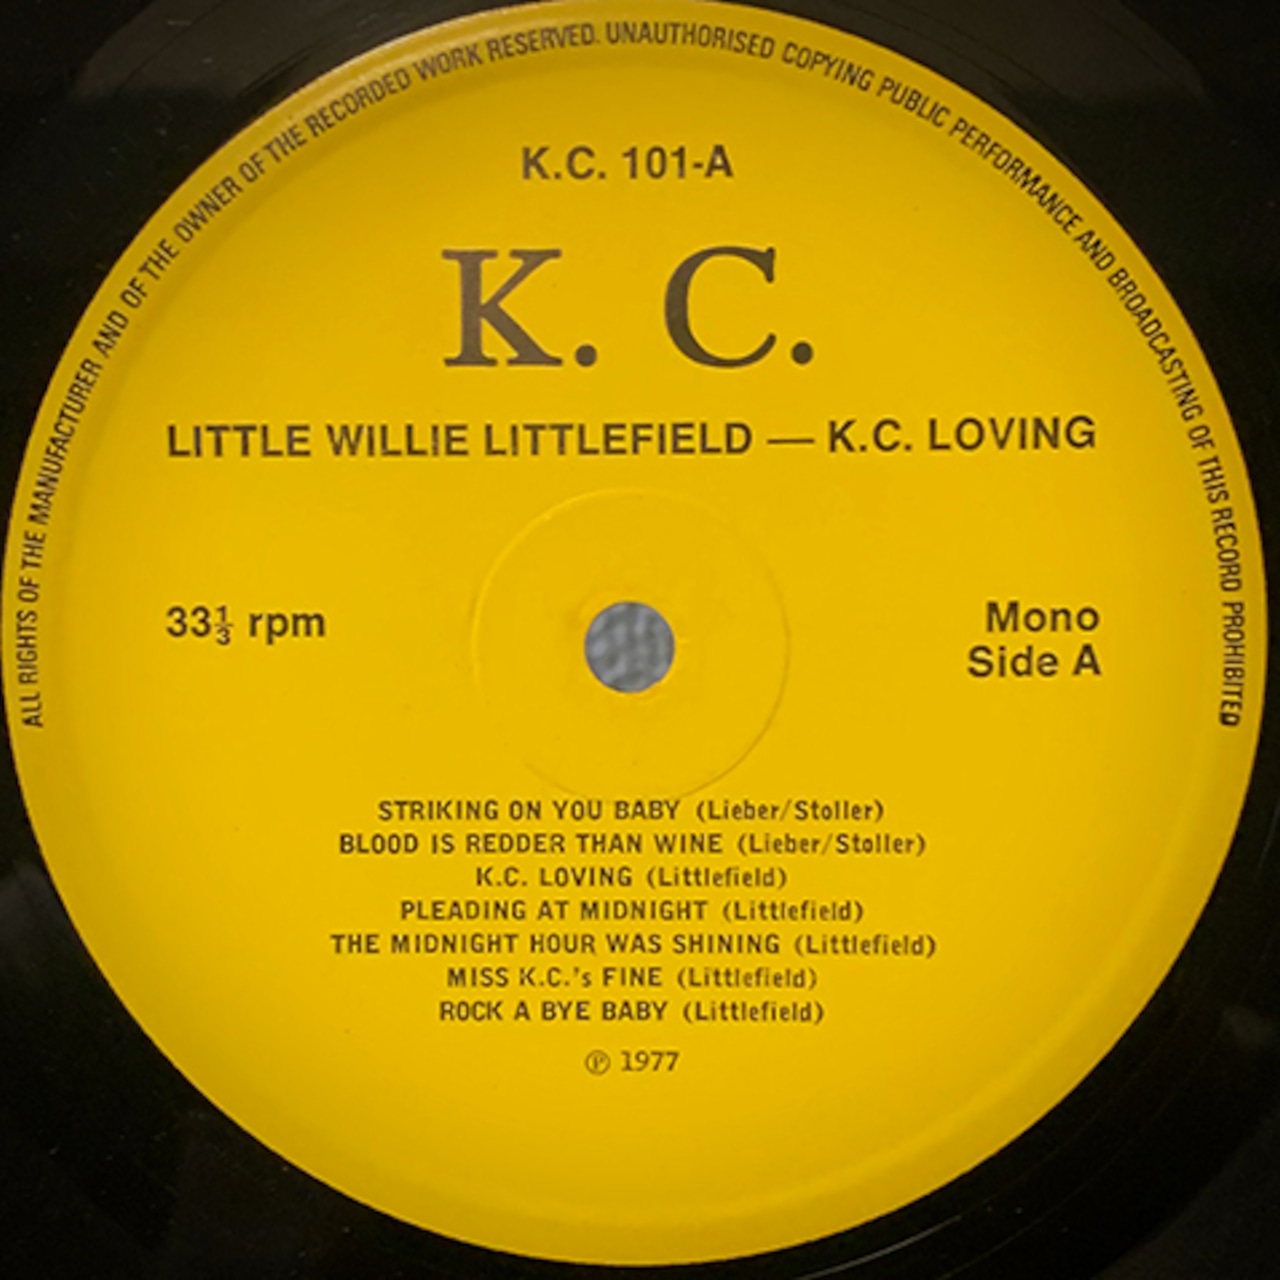 ALL RIGHTS OF THE MANUFACTURER AND OF THE OWNER OF THE RECORDED WORK RESERVED. UNAUTHORISED COPYING PUBLIC PERFORMANCE AND BROADCASTING OF THIS RECORD PROHIBITED
K.C. 101-A
K. C.
LITTLE WILLIE LITTLEFIELD — K.C. LOVING
33⅓ rpm
Mono
Side A
STRIKING ON YOU BABY (Lieber/Stoller)
BLOOD IS REDDER THAN WINE (Lieber/Stoller)
K.C. LOVING (Littlefield)
PLEADING AT MIDNIGHT (Littlefield)
THE MIDNIGHT HOUR WAS SHINING (Littlefield)
MISS K.C.'s FINE (Littlefield)
ROCK A BYE BABY (Littlefield)
℗ 1977